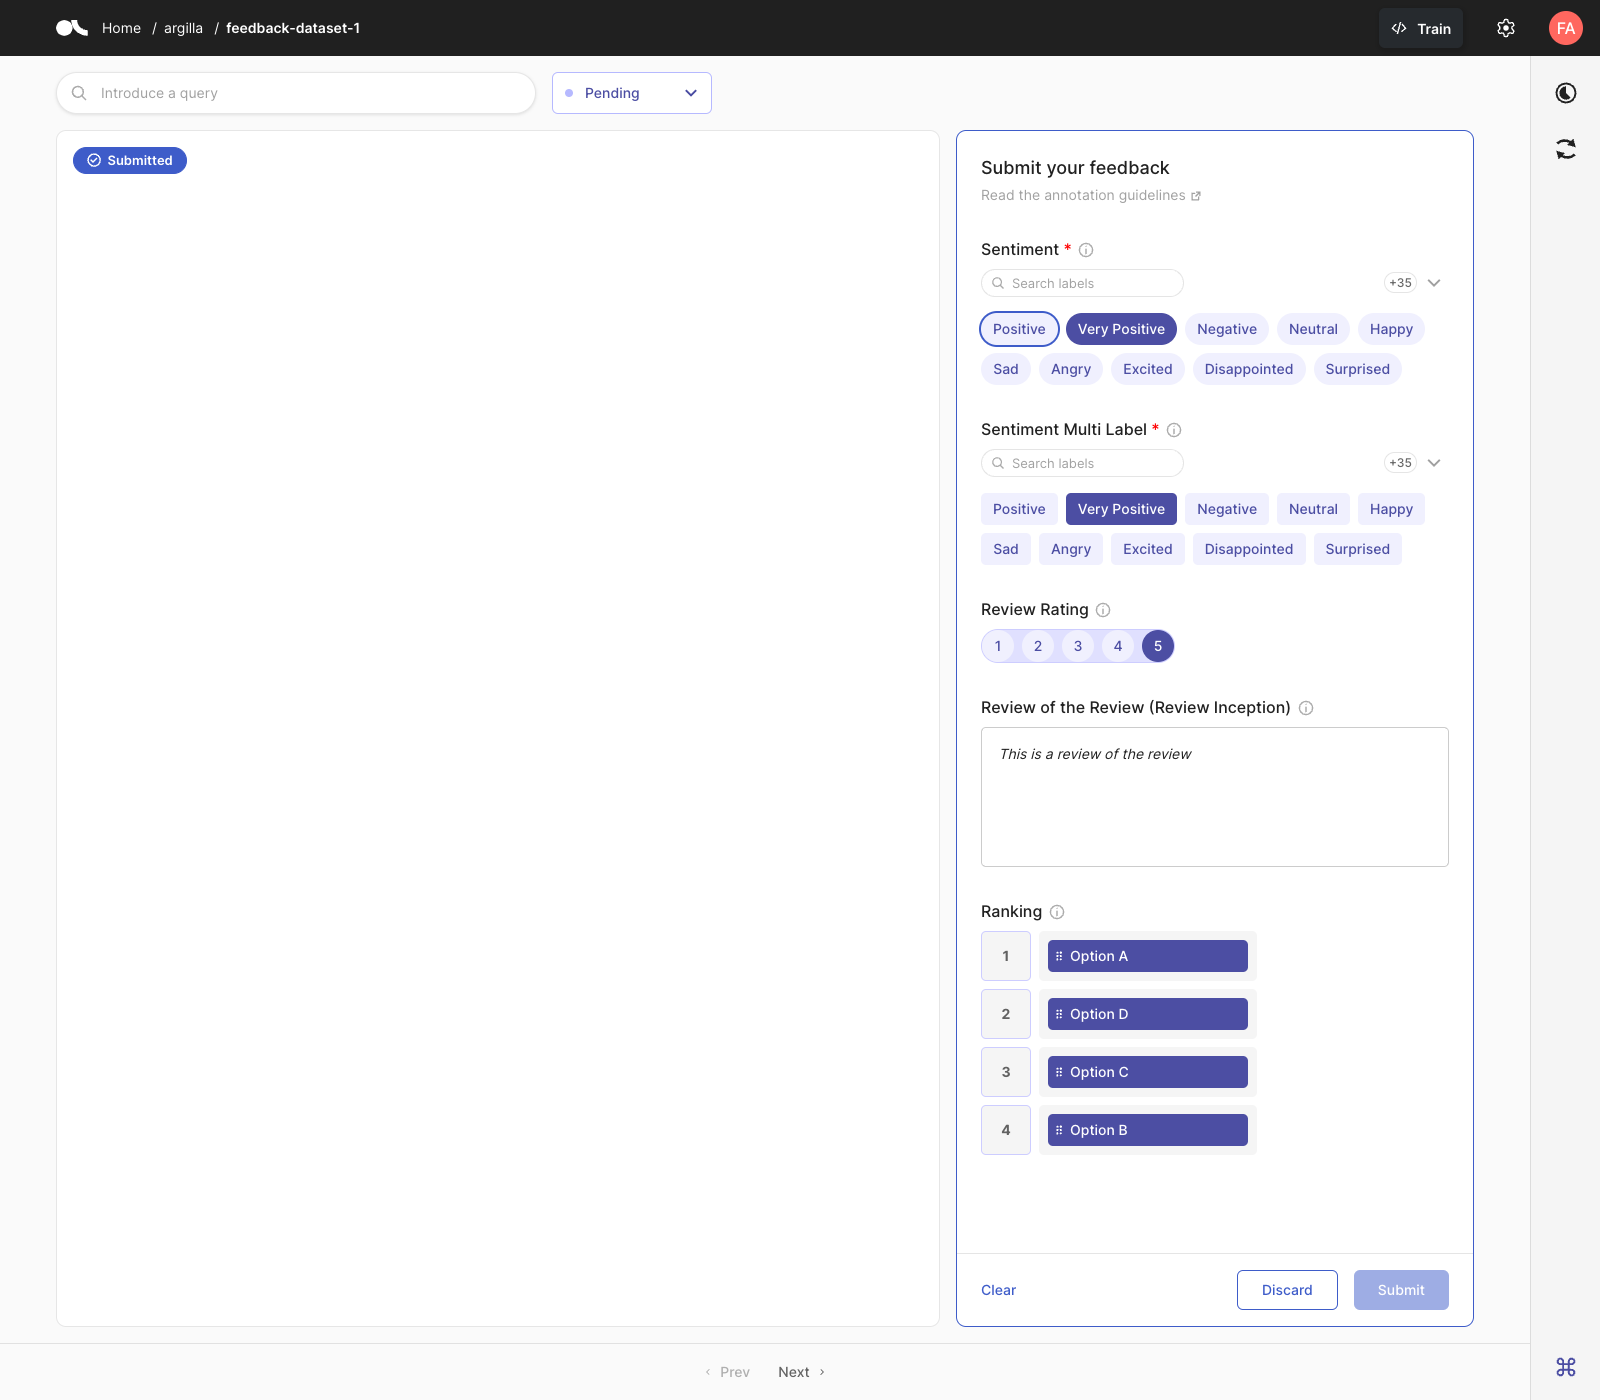 Home / argilla / feedback-dataset-1
Train
FA
Introduce a query
Pending
Submitted
Submit your feedback
Read the annotation guidelines
Sentiment *
Search labels
+35
Positive Very Positive Negative Neutral Happy
Sad Angry Excited Disappointed Surprised
Sentiment Multi Label *
Search labels
+35
Positive Very Positive Negative Neutral Happy
Sad Angry Excited Disappointed Surprised
Review Rating
1 2 3 4 5
Review of the Review (Review Inception)
This is a review of the review
Ranking
1 Option A
2 Option D
3 Option C
4 Option B
Clear Discard Submit
Prev Next